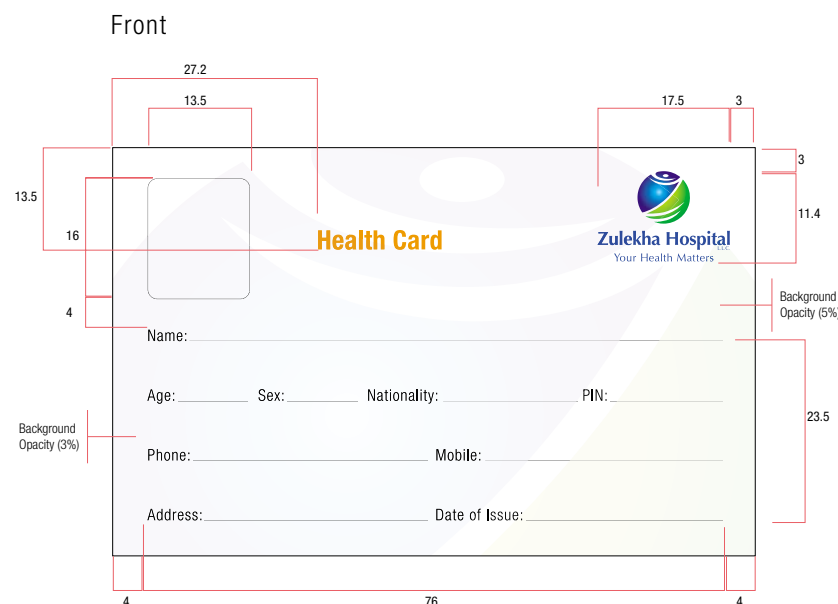 Front
27.2
13.5
17.5
3
3
13.5
16
11.4
Health Card
Zulekha Hospital
LLC
Your Health Matters
4
Background
Opacity (5%)
Name:
Age: Sex: Nationality: PIN:
23.5
Background
Opacity (3%)
Phone: Mobile:
Address: Date of Issue:
4
76
4